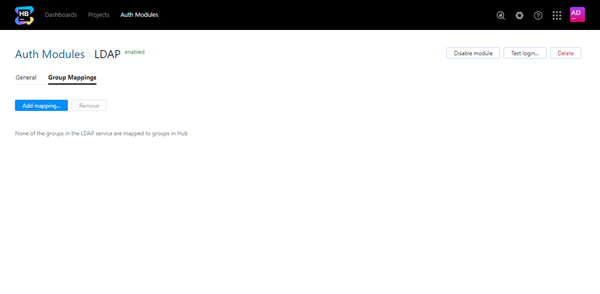 HB Dashboards Projects Auth Modules AD
Auth Modules > LDAP enabled Disable module Test login... Delete
General Group Mappings
Add mapping... Remove
None of the groups in the LDAP service are mapped to groups in Hub